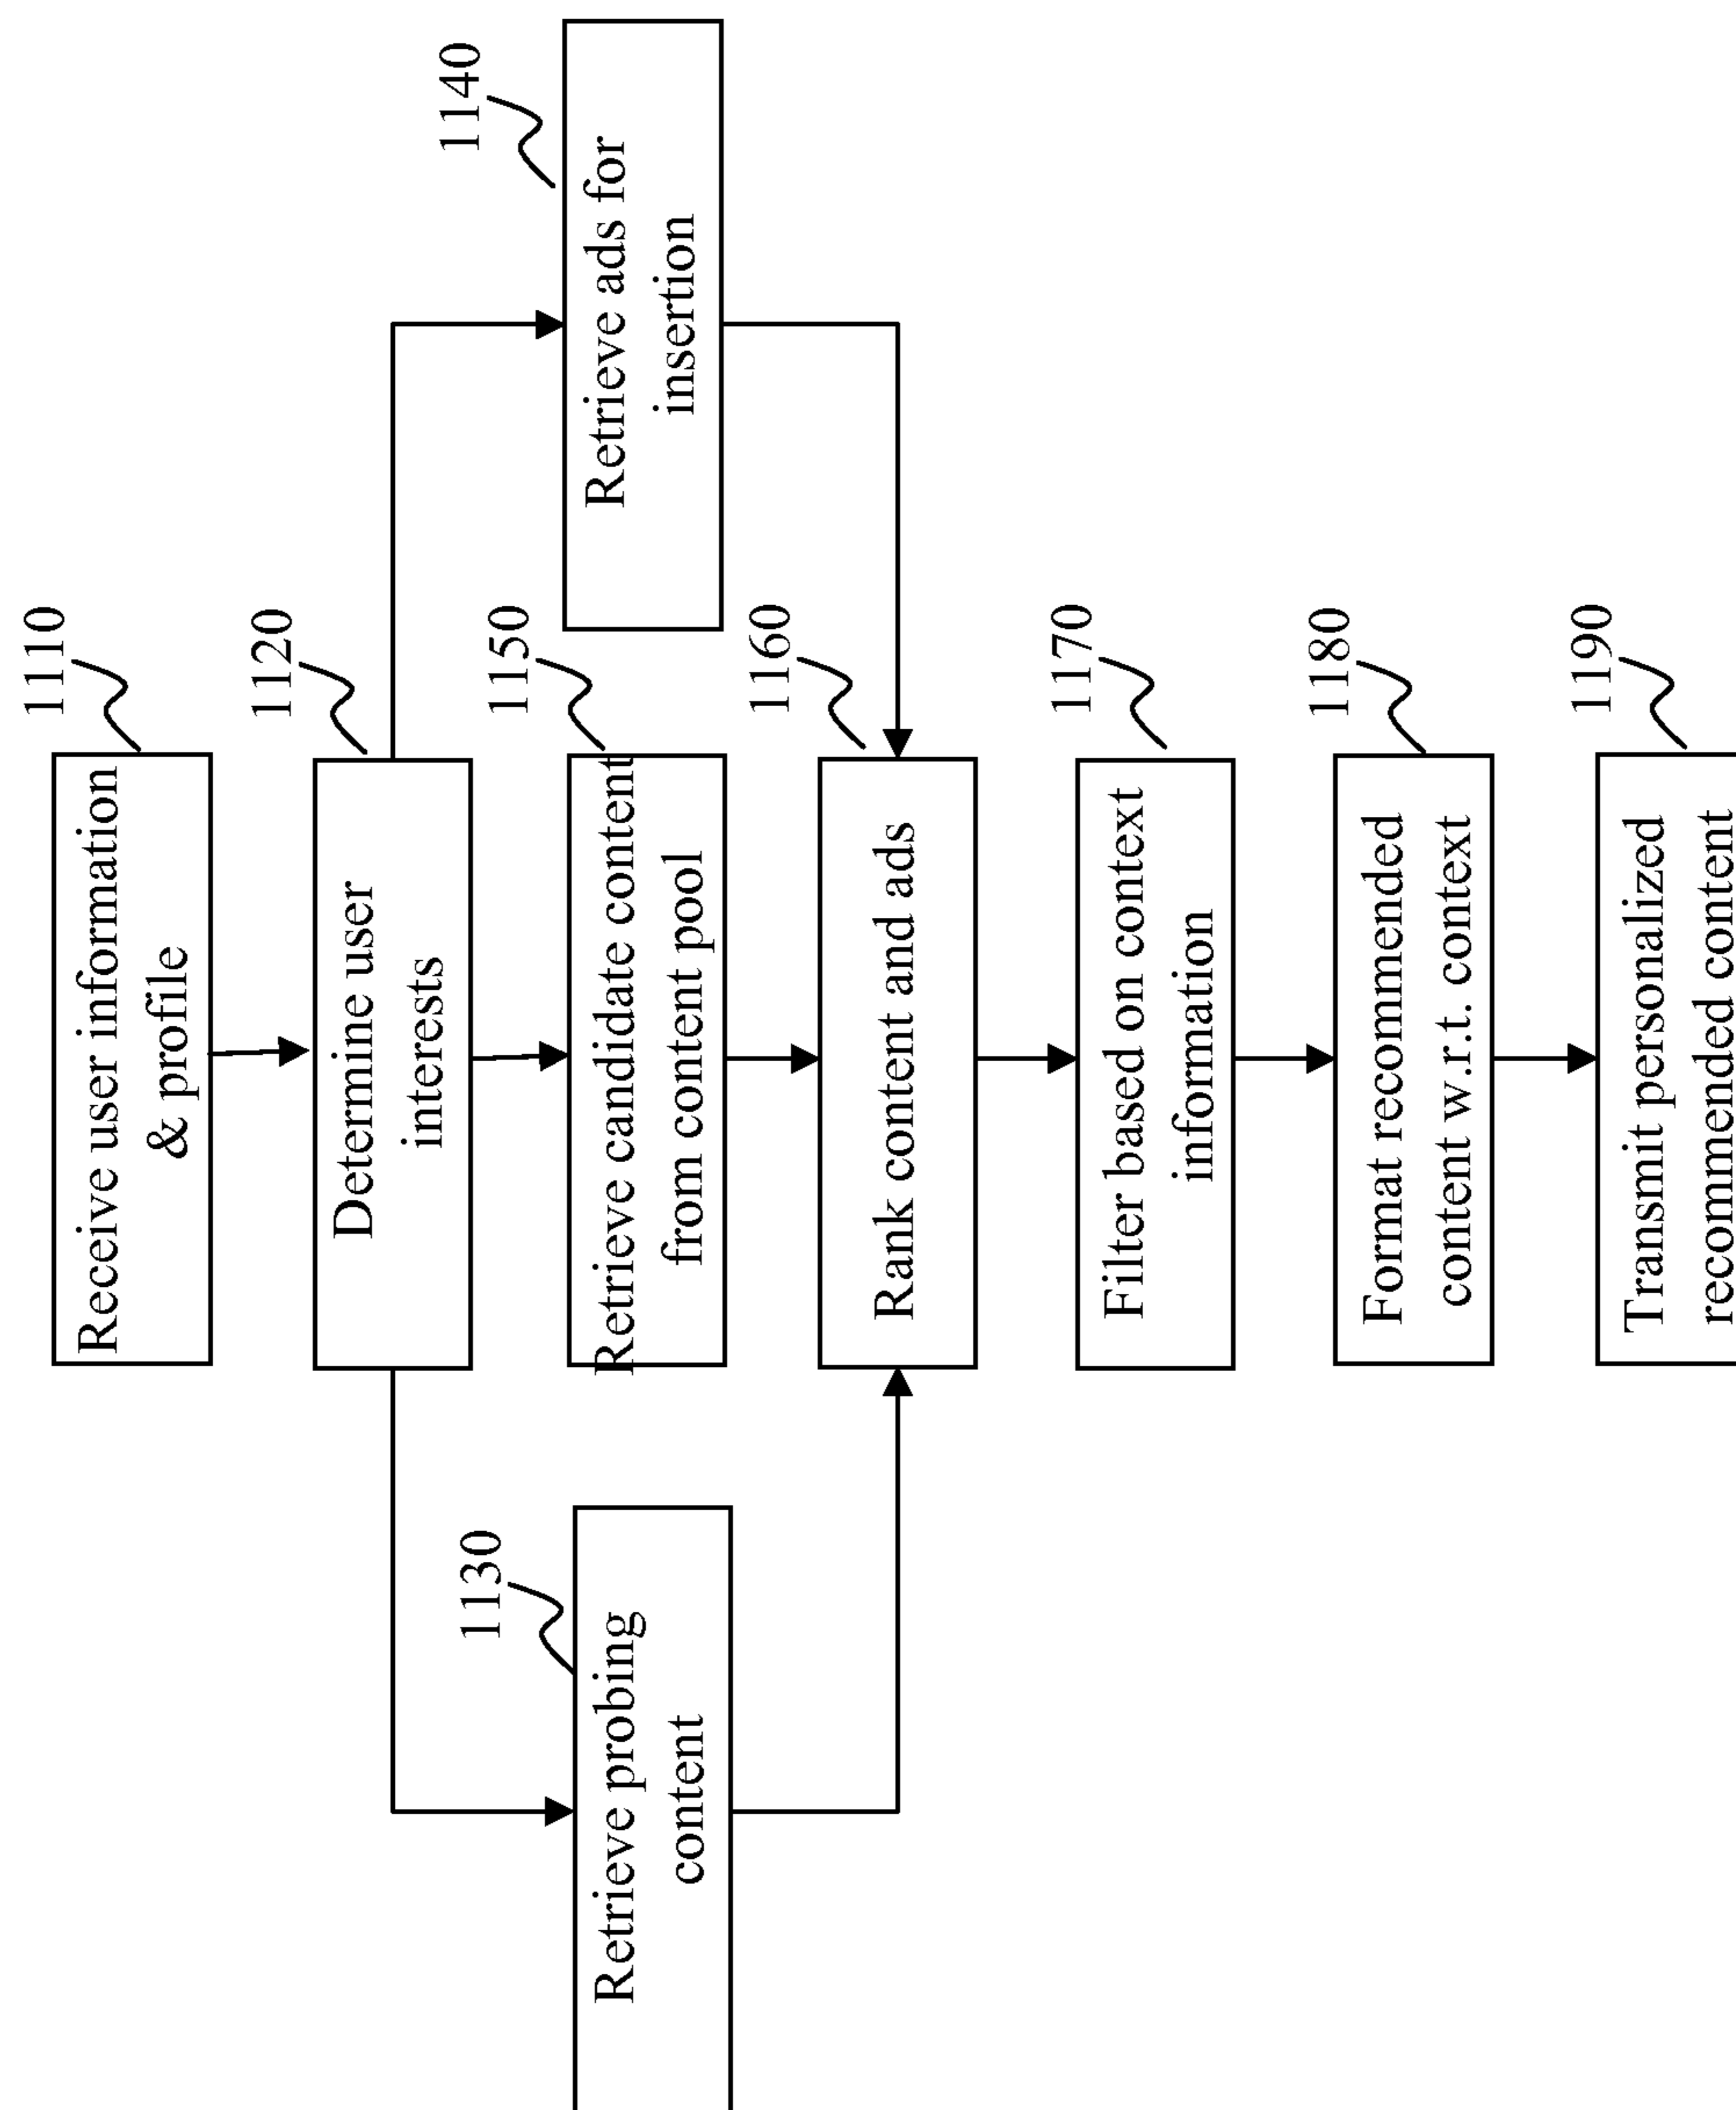 1110
Receive user information
& profile
1120
Determine user
interests
1130
Retrieve probing
content
1150
Retrieve candidate content
from content pool
1140
Retrieve ads for
insertion
1160
Rank content and ads
1170
Filter based on context
information
1180
Format recommended
content w.r.t. context
1190
Transmit personalized
recommended content